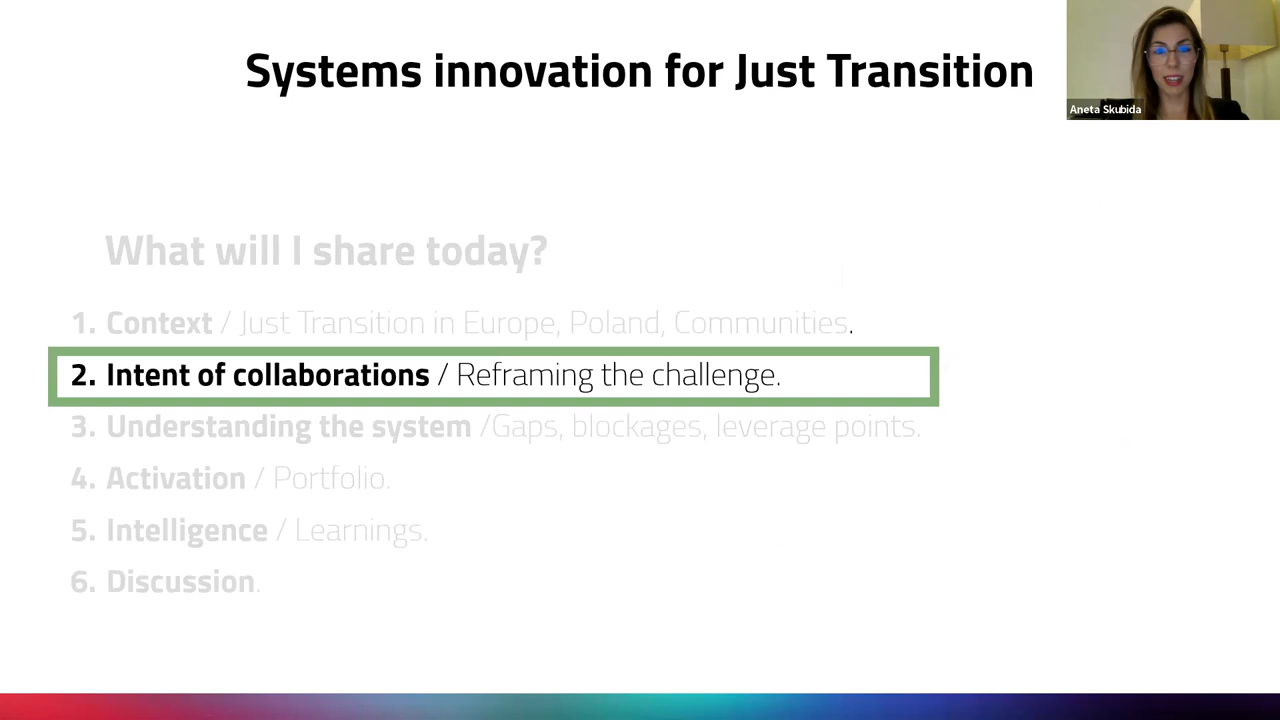 Systems innovation for Just Transition
Aneta Skubida
What will I share today?
1. Context / Just Transition in Europe, Poland, Communities.
2. Intent of collaborations / Reframing the challenge.
3. Understanding the system /Gaps, blockages, leverage points.
4. Activation / Portfolio.
5. Intelligence / Learnings.
6. Discussion.